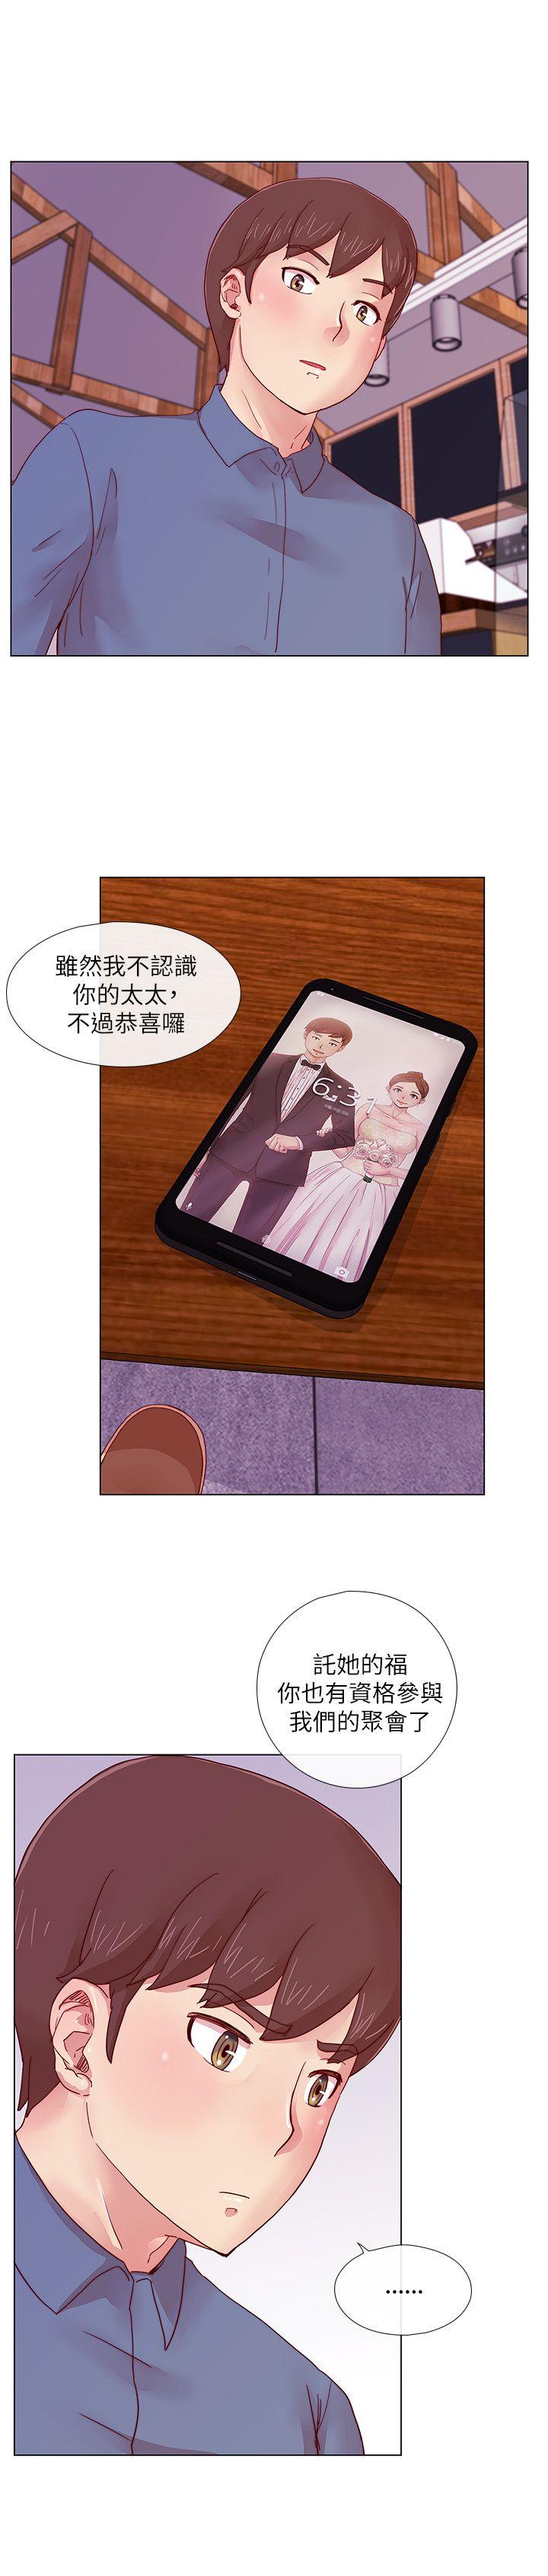 雖然我不認識
你的太太,
不過恭喜囉
6:31
託她的福
你也有資格參與
我們的聚會了
......